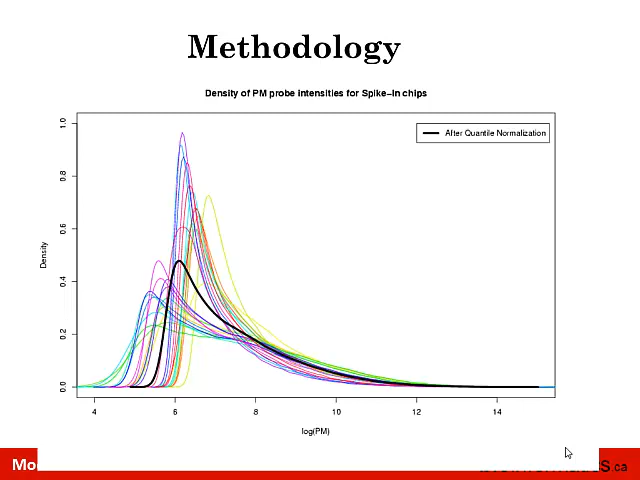 Methodology
Density of PM probe intensities for Spike−In chips
After Quantile Normalization
Density
1.0
0.8
0.6
0.4
0.2
0.0
4 6 8 10 12 14
log(PM)
.ca